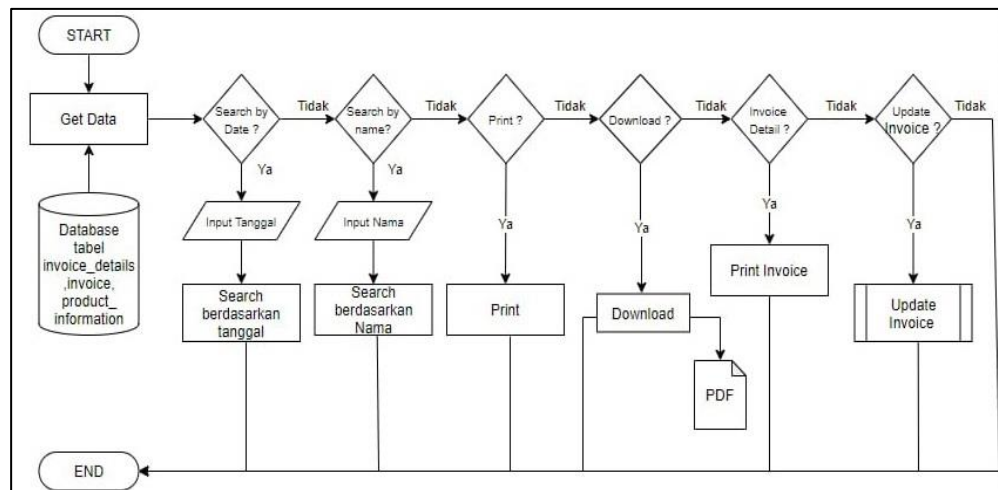 START
Get Data
Database
tabel
invoice_details
,invoice,
product_
information
Search by
Date ?
Tidak
Ya
Input Tanggal
Search
berdasarkan
tanggal
Search by
name?
Tidak
Ya
Input Nama
Search
berdasarkan
Nama
Print ?
Tidak
Ya
Print
Download ?
Tidak
Ya
Download
PDF
Invoice
Detail ?
Tidak
Ya
Print Invoice
Update
Invoice ?
Tidak
Ya
Update
Invoice
END